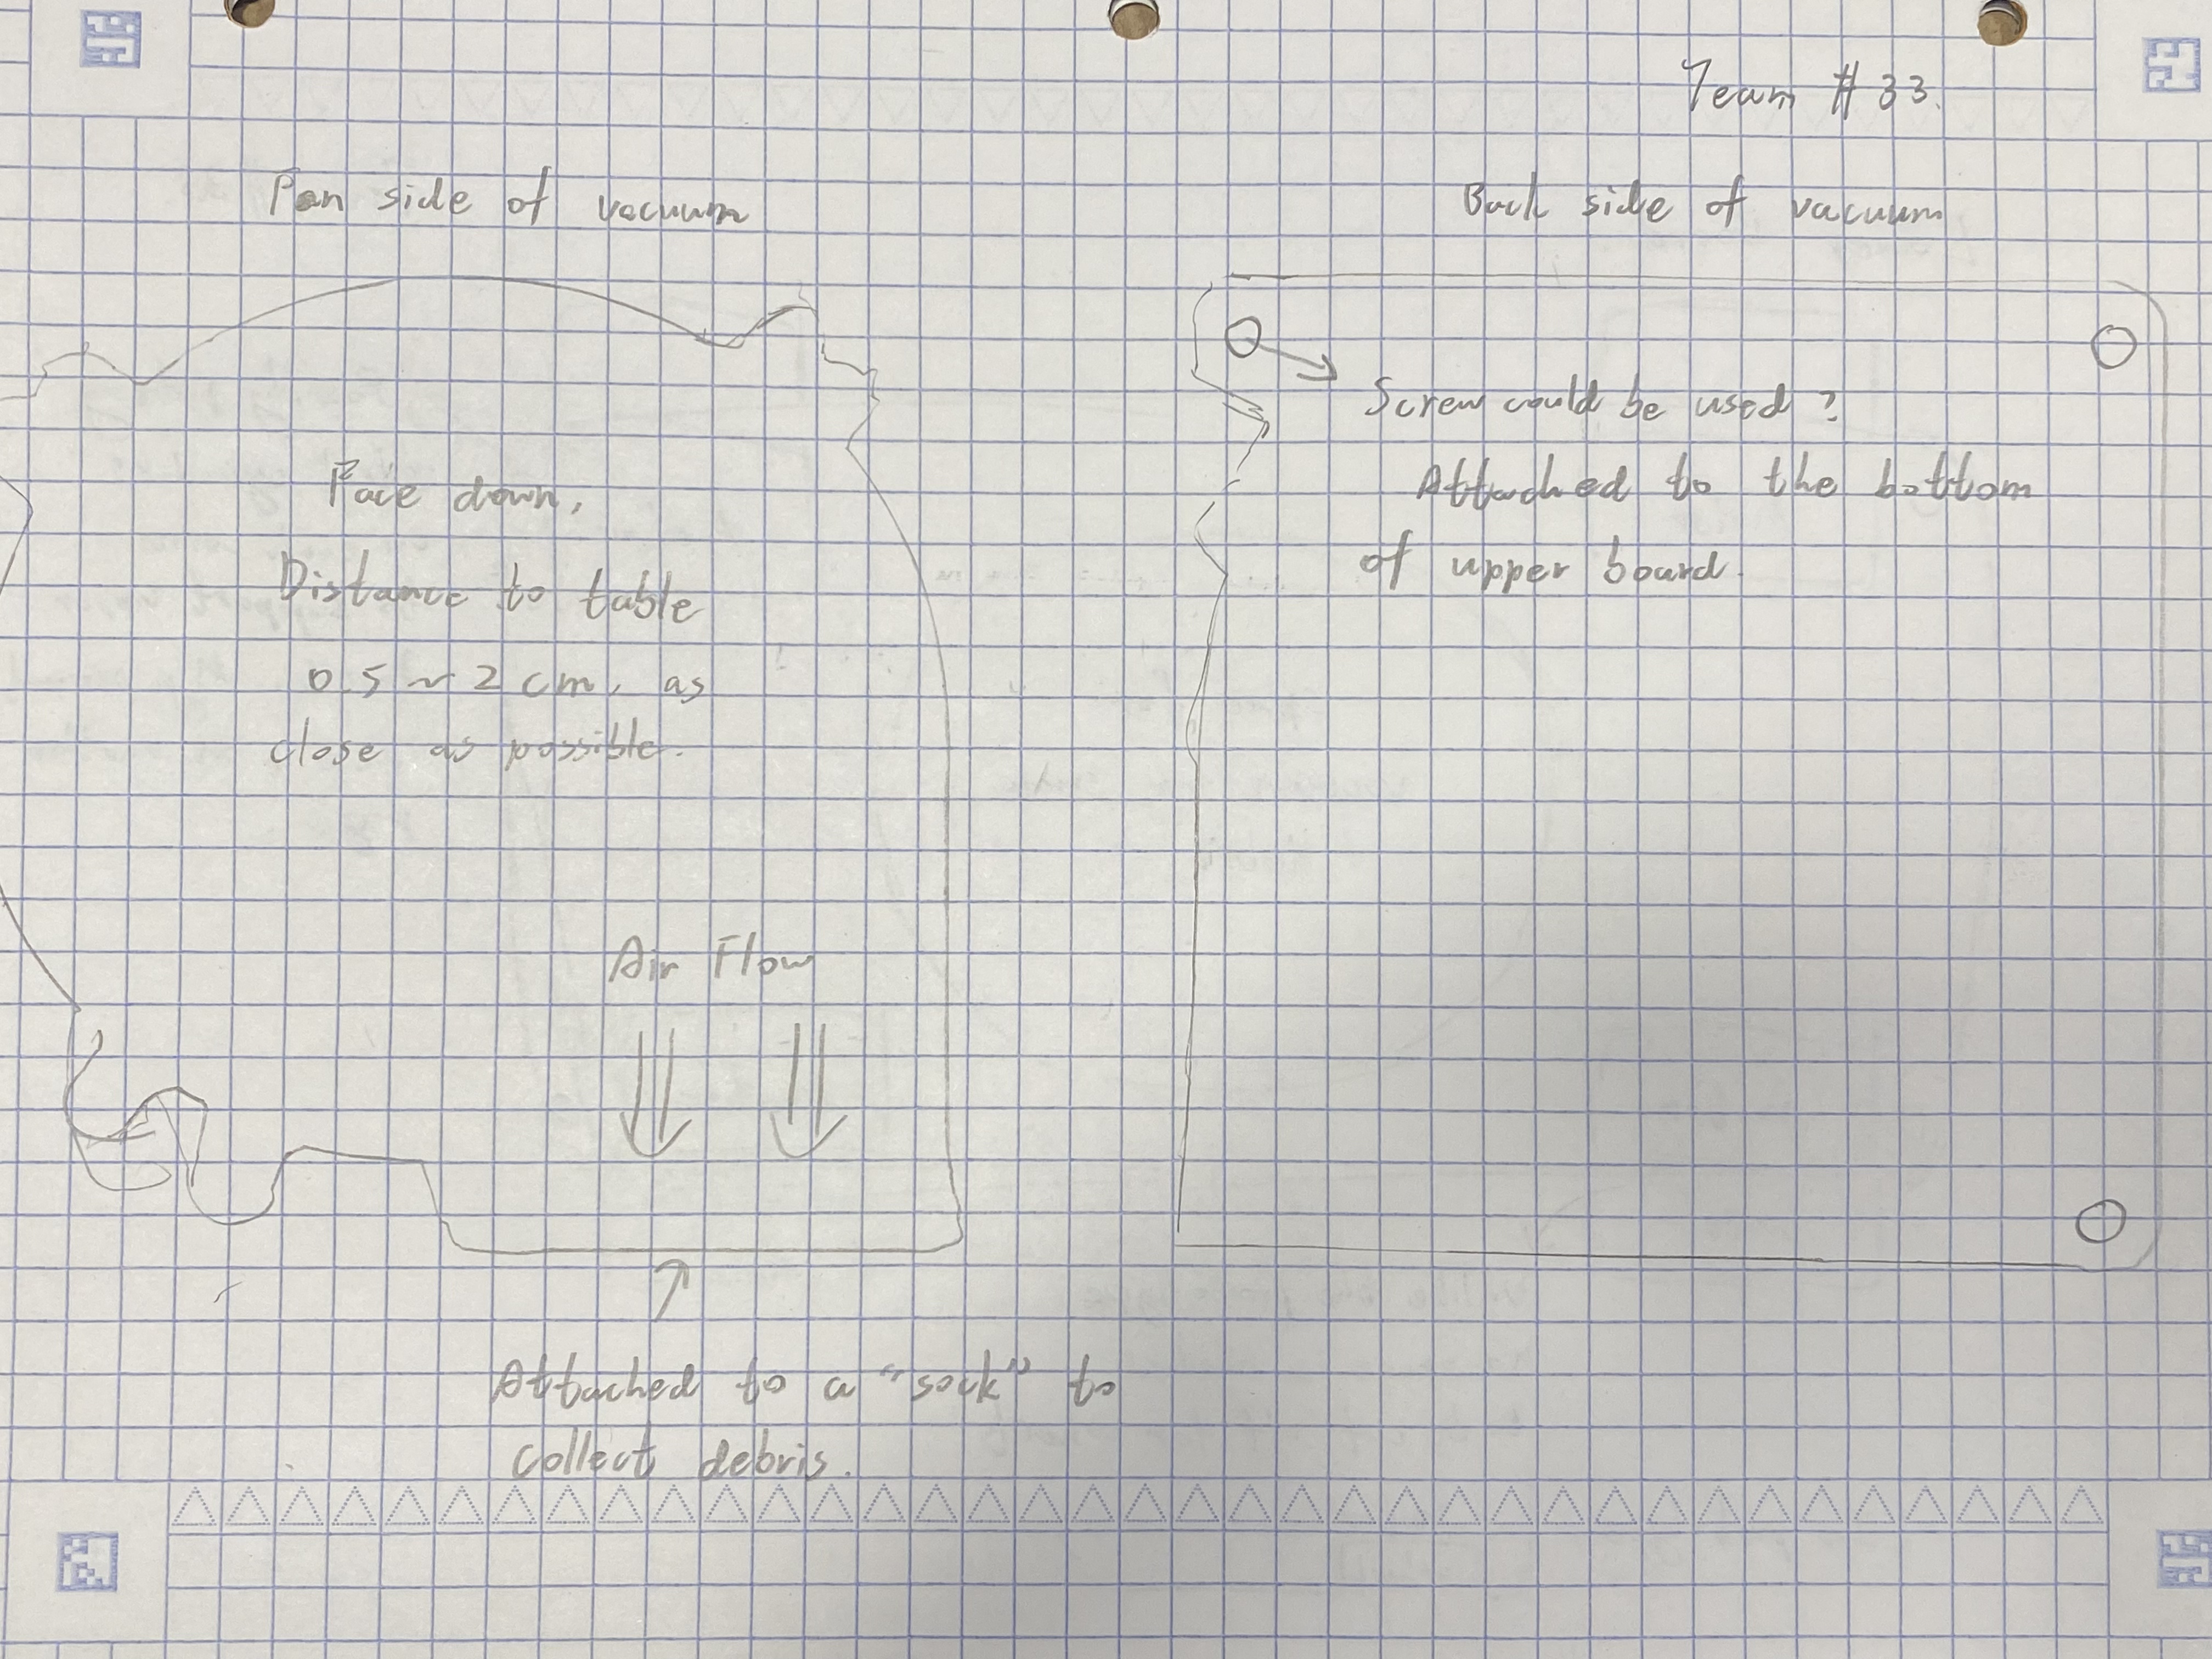 Team # 33.
Fan side of vacuum
Face down,
Distance to table
0.5 ~ 2 cm, as
close as possible.
Air Flow
Attached to a "sock" to
collect debris.
Back side of vacuum
Screw could be used ?
Attached to the bottom
of upper board.